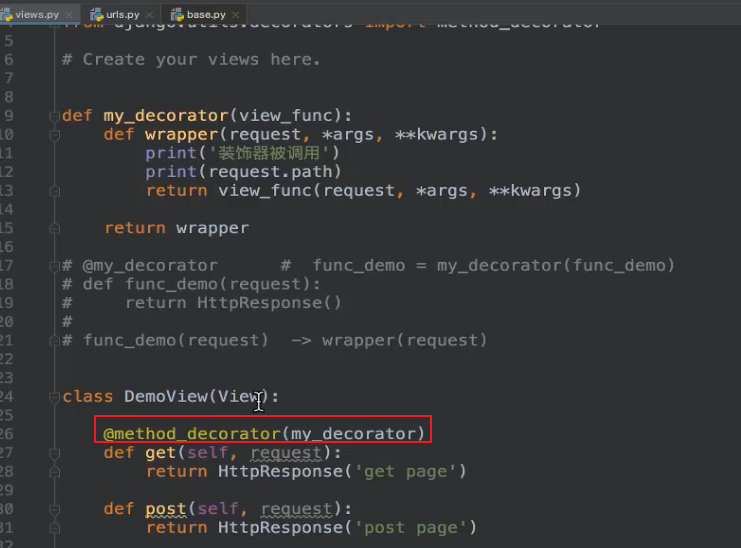 views.py urls.py base.py
4 from django.utils.decorators import method_decorator
5
6 # Create your views here.
7
8
9 def my_decorator(view_func):
10 def wrapper(request, *args, **kwargs):
11 print('装饰器被调用')
12 print(request.path)
13 return view_func(request, *args, **kwargs)
14
15 return wrapper
16
17 # @my_decorator # func_demo = my_decorator(func_demo)
18 # def func_demo(request):
19 # return HttpResponse()
20 #
21 # func_demo(request) -> wrapper(request)
22
23
24 class DemoView(View):
25
26 @method_decorator(my_decorator)
27 def get(self, request):
28 return HttpResponse('get page')
29
30 def post(self, request):
31 return HttpResponse('post page')
32